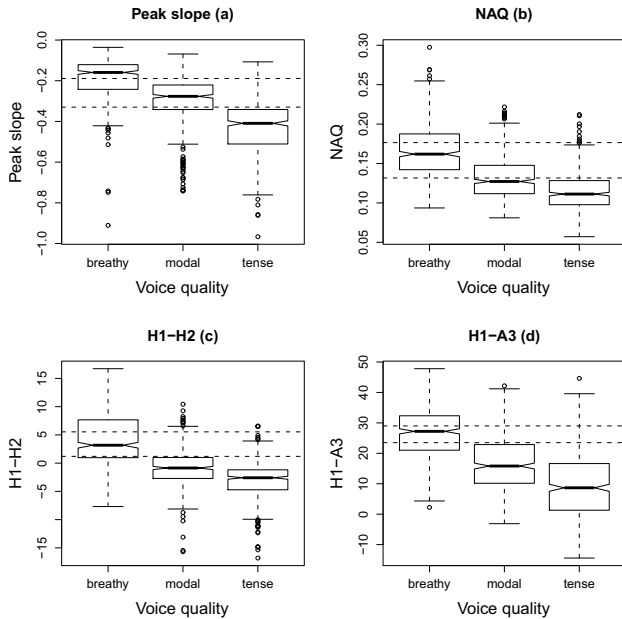 Peak slope (a)
Peak slope
0.0
−0.2
−0.4
−0.6
−0.8
−1.0
breathy modal tense
Voice quality
NAQ (b)
NAQ
0.30
0.25
0.20
0.15
0.10
0.05
breathy modal tense
Voice quality
H1−H2 (c)
H1−H2
15
5
0
−5
−15
breathy modal tense
Voice quality
H1−A3 (d)
H1−A3
50
40
30
20
10
0
−10
breathy modal tense
Voice quality